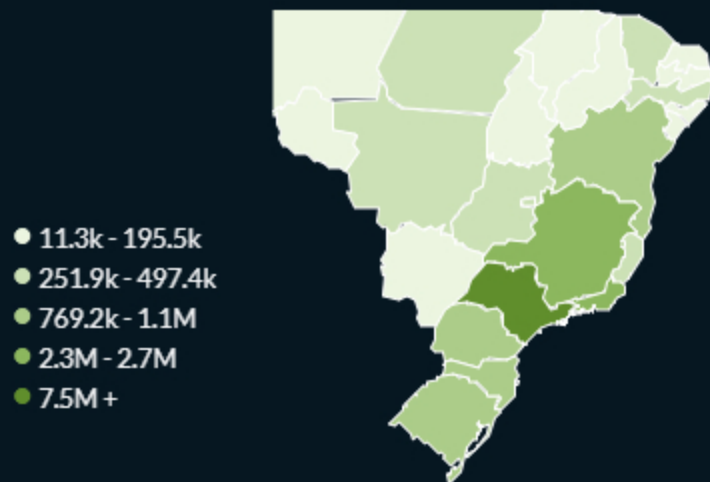 11.3k - 195.5k
251.9k - 497.4k
769.2k - 1.1M
2.3M - 2.7M
7.5M +